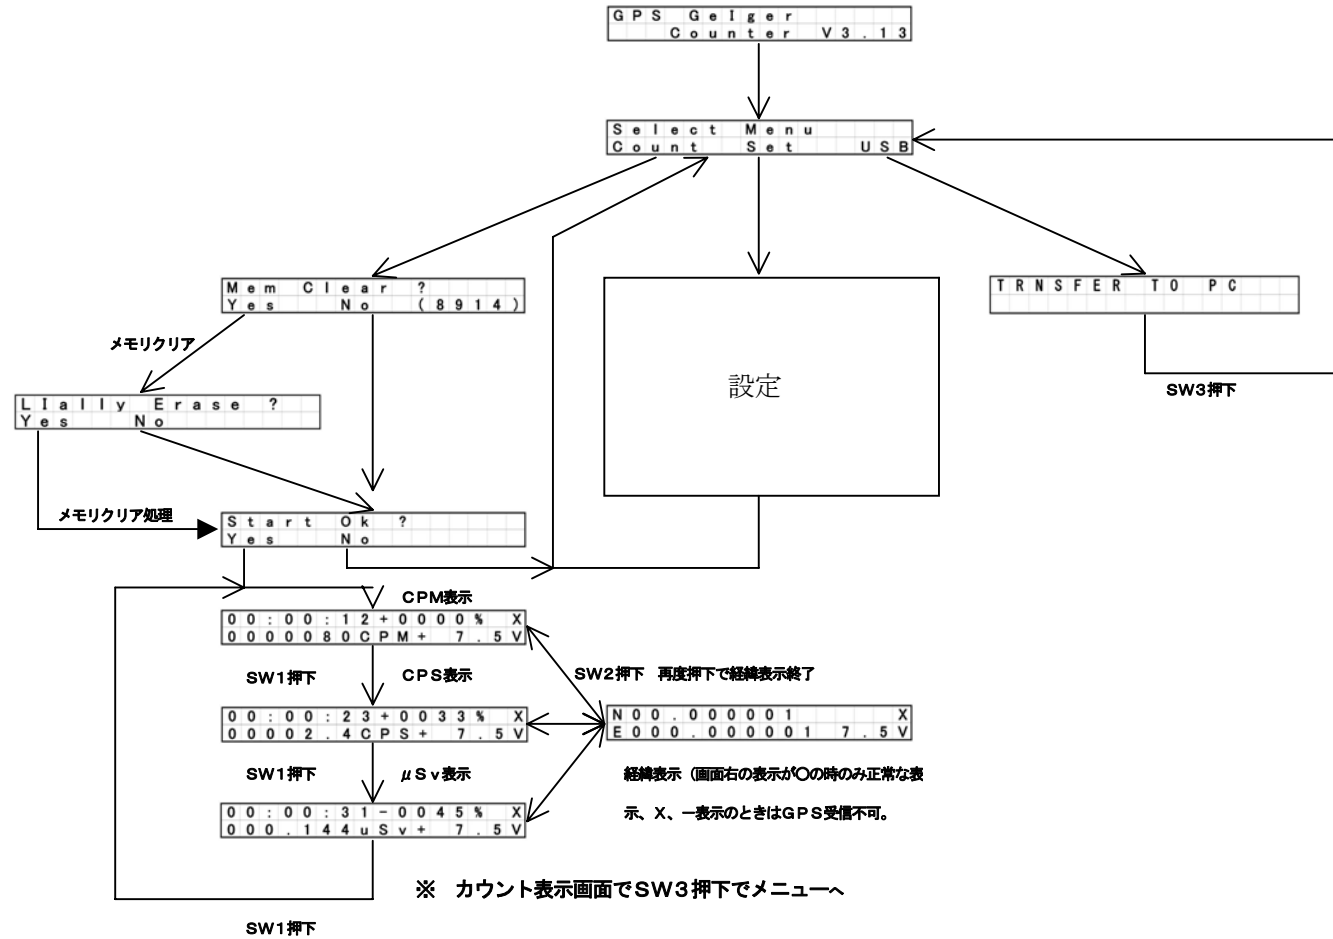 GPS GeIger
Counter V3.13
Select Menu
Count Set USB
Mem Clear ?
Yes No (8914)
TRNSFER TO PC
メモリクリア
設定
SW3押下
LIally Erase ?
Yes No
メモリクリア処理
Start Ok ?
Yes No
CPM表示
00:00:12+0000% X
0000080CPM+ 7.5V
SW1押下
CPS表示
SW2押下 再度押下で経緯表示終了
00:00:23+0033% X
00002.4CPS+ 7.5V
N00.000001 X
E000.000001 7.5V
SW1押下
μSv表示
経緯表示（画面右の表示が〇の時のみ正常な表
示、X、－表示のときはGPS受信不可。
00:00:31-0045% X
000.144uSv+ 7.5V
※ カウント表示画面でSW3押下でメニューへ
SW1押下